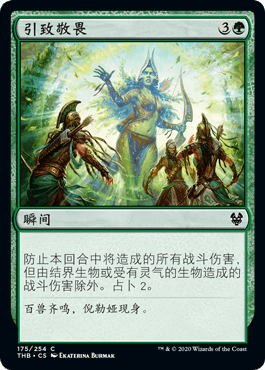 引致敬畏 3
瞬间
防止本回合中将造成的所有战斗伤害，
但由结界生物或受有灵气的生物造成的
战斗伤害除外。占卜2。
百兽齐鸣，倪勒娅现身。
175/254 C
THB • CS EKATERINA BURMAK
™ & © 2020 Wizards of the Coast